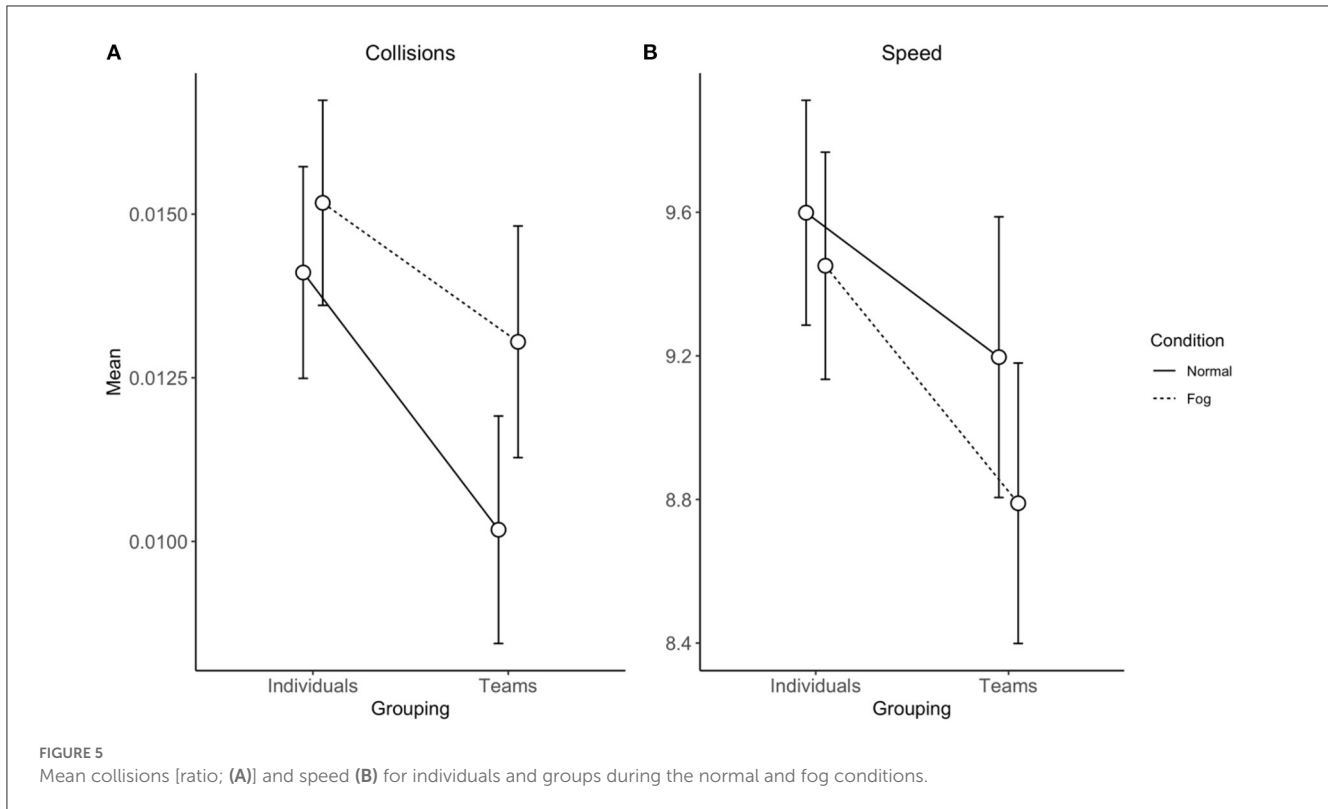 A
Collisions
B
Speed
Mean
0.0150
0.0125
0.0100
Individuals
Teams
Grouping
9.6
9.2
8.8
8.4
Individuals
Teams
Grouping
Condition
Normal
Fog
FIGURE 5
Mean collisions [ratio; (A)] and speed (B) for individuals and groups during the normal and fog conditions.